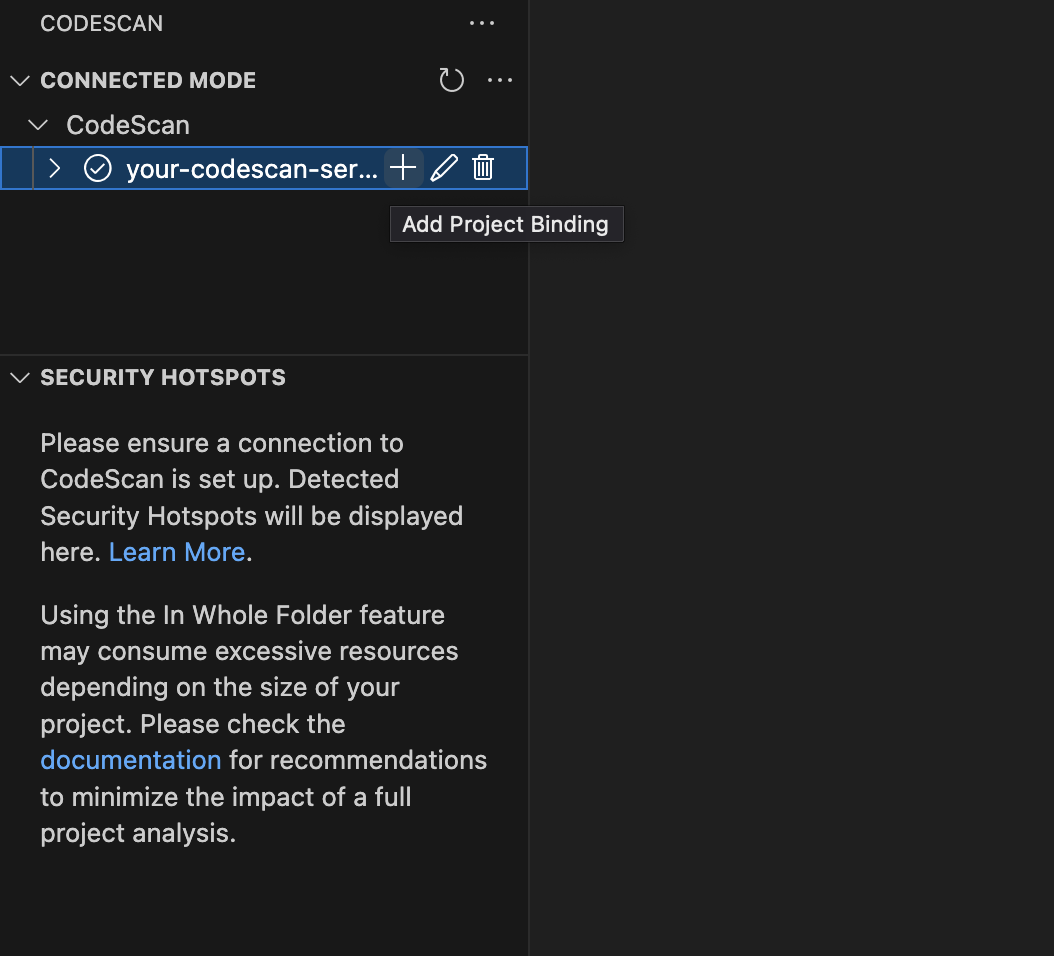 CODESCAN
CONNECTED MODE
CodeScan
your-codescan-ser...
Add Project Binding
SECURITY HOTSPOTS
Please ensure a connection to
CodeScan is set up. Detected
Security Hotspots will be displayed
here. Learn More.
Using the In Whole Folder feature
may consume excessive resources
depending on the size of your
project. Please check the
documentation for recommendations
to minimize the impact of a full
project analysis.